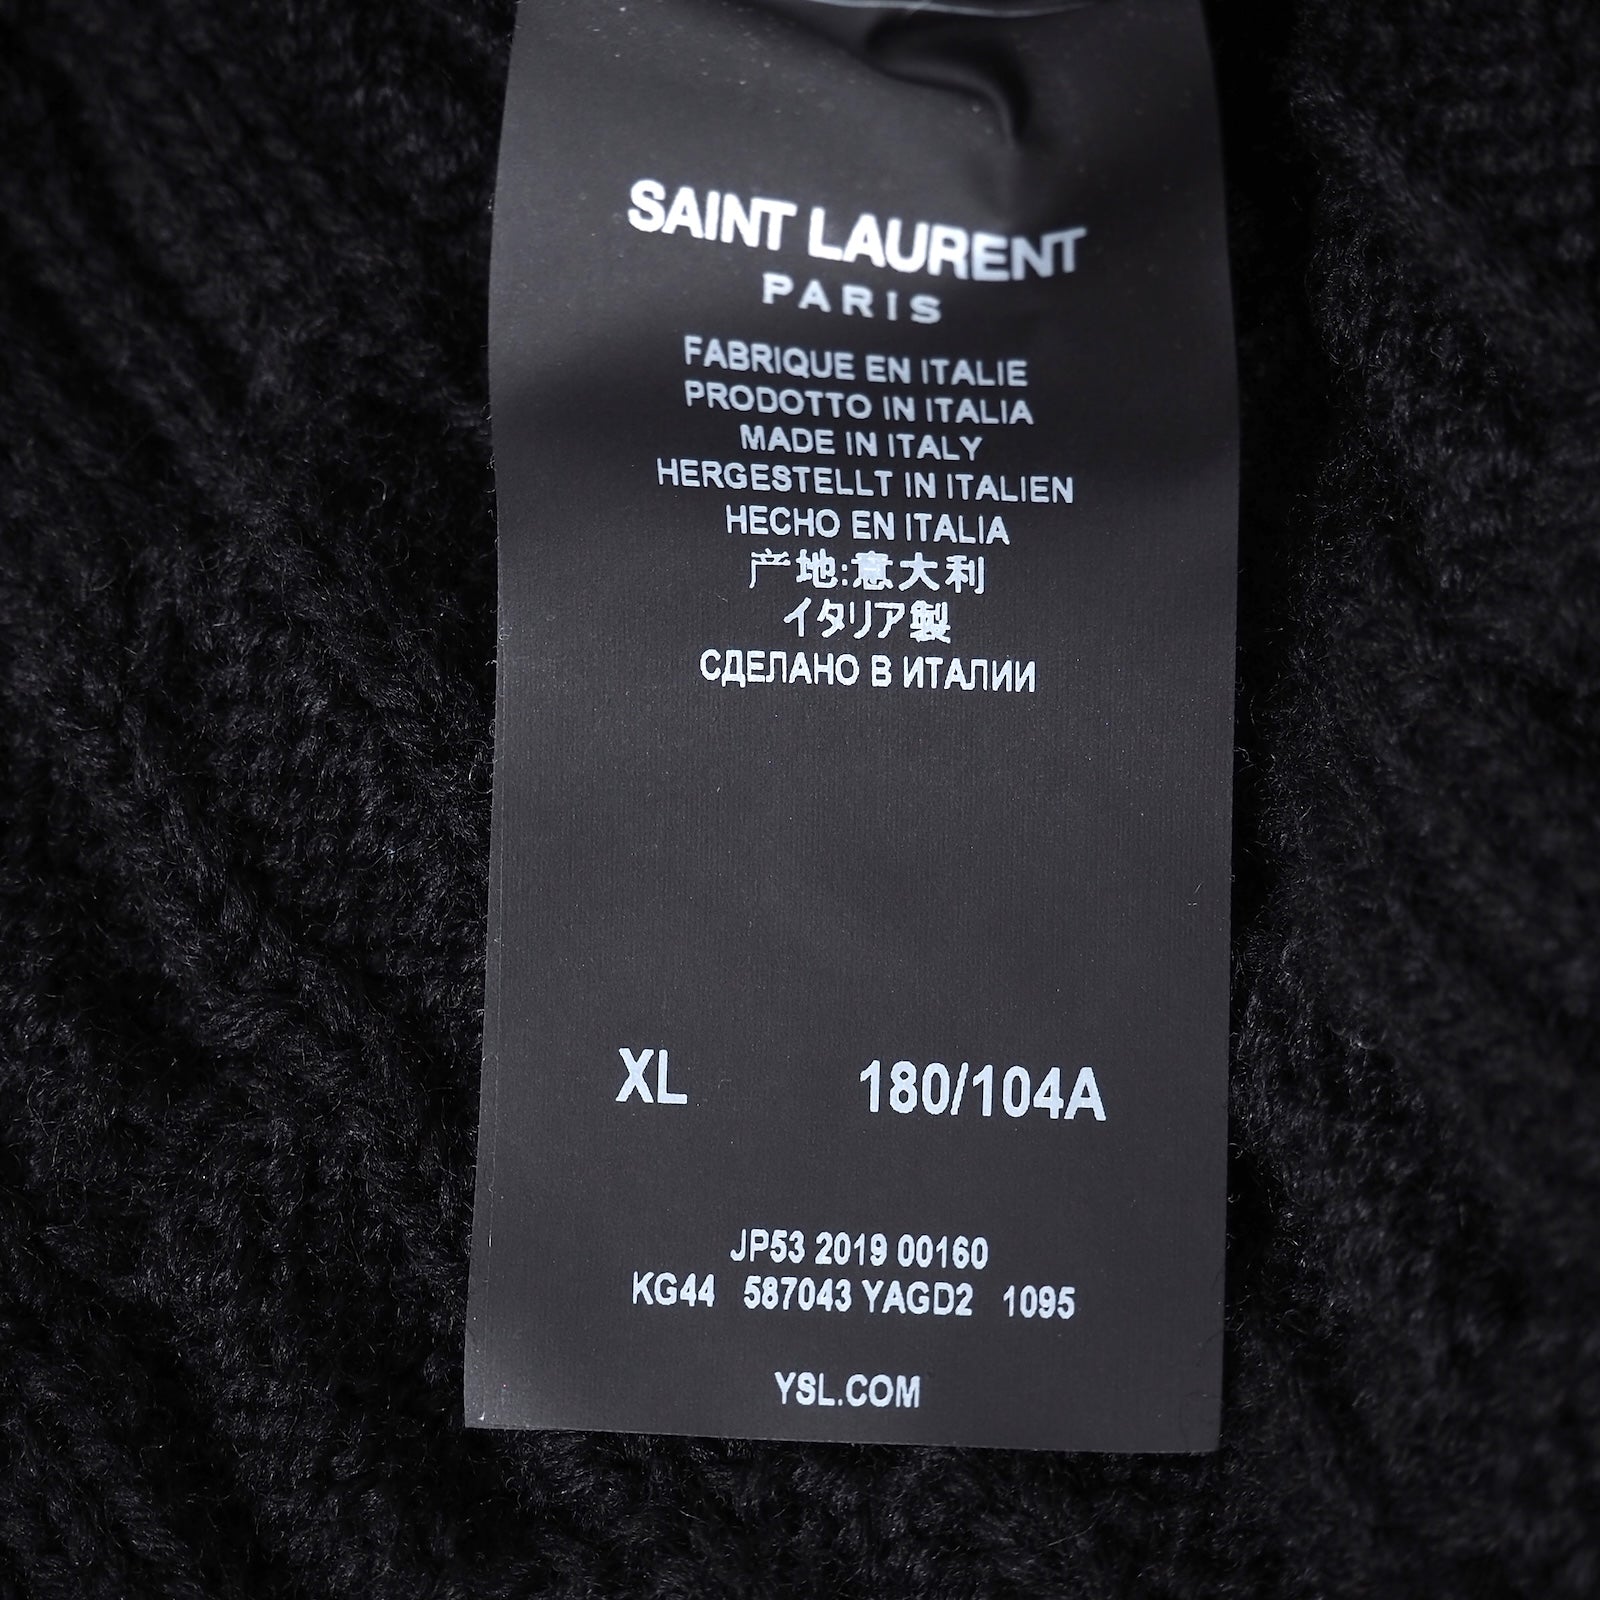 SAINT LAURENT
PARIS
FABRIQUE EN ITALIE
PRODOTTO IN ITALIA
MADE IN ITALY
HERGESTELLT IN ITALIEN
HECHO EN ITALIA
产地:意大利
イタリア製
СДЕЛАНО В ИТАЛИИ
XL 180/104A
JP53 2019 00160
KG44 587043 YAGD2 1095
YSL.COM